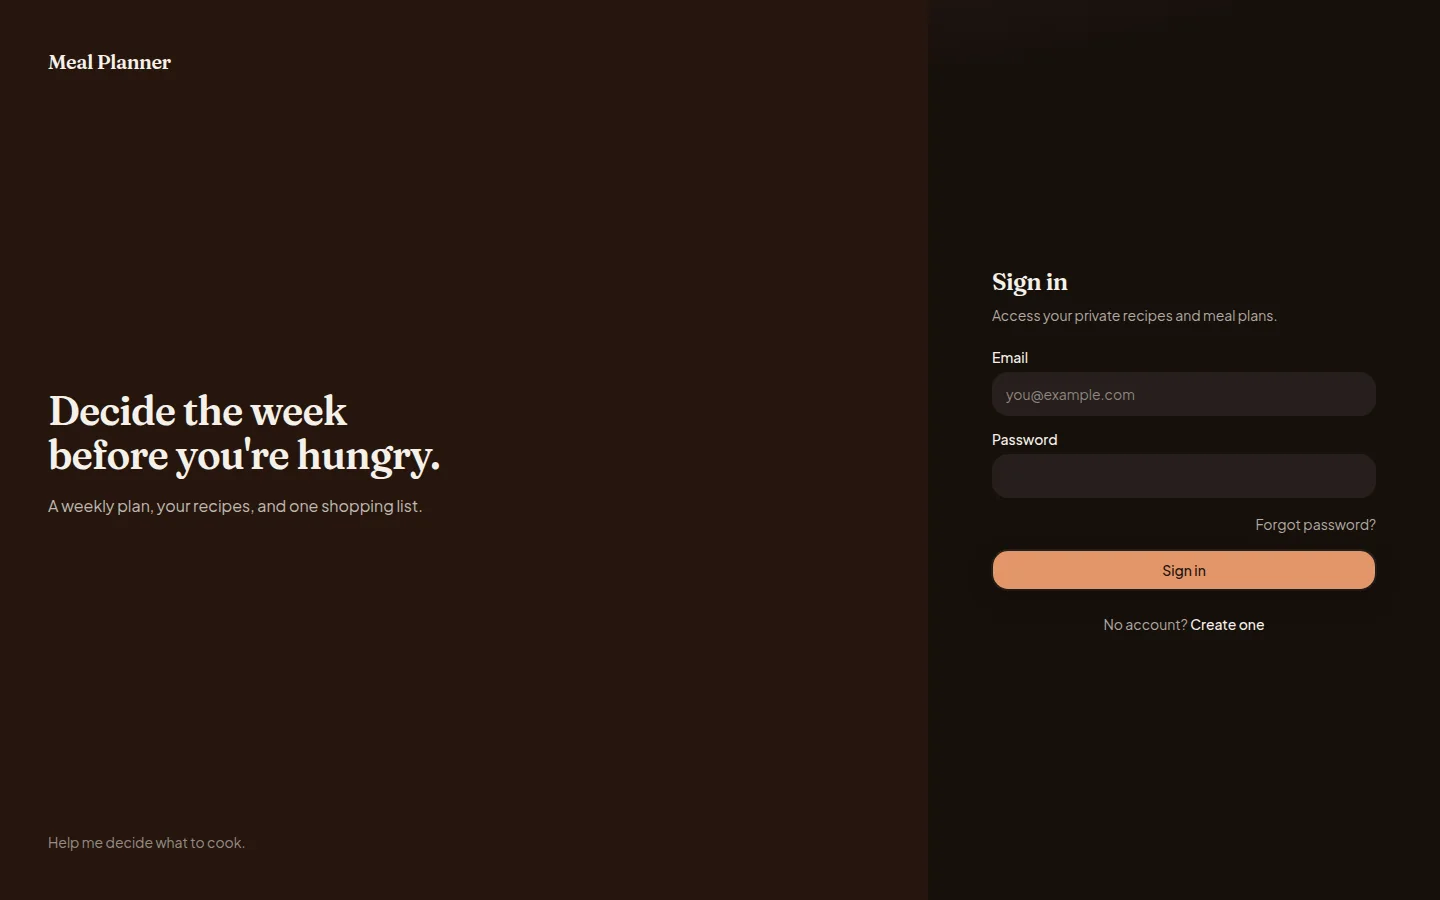 Meal Planner
Decide the week
before you're hungry.
A weekly plan, your recipes, and one shopping list.
Help me decide what to cook.
Sign in
Access your private recipes and meal plans.
Email
you@example.com
Password
Forgot password?
Sign in
No account? Create one